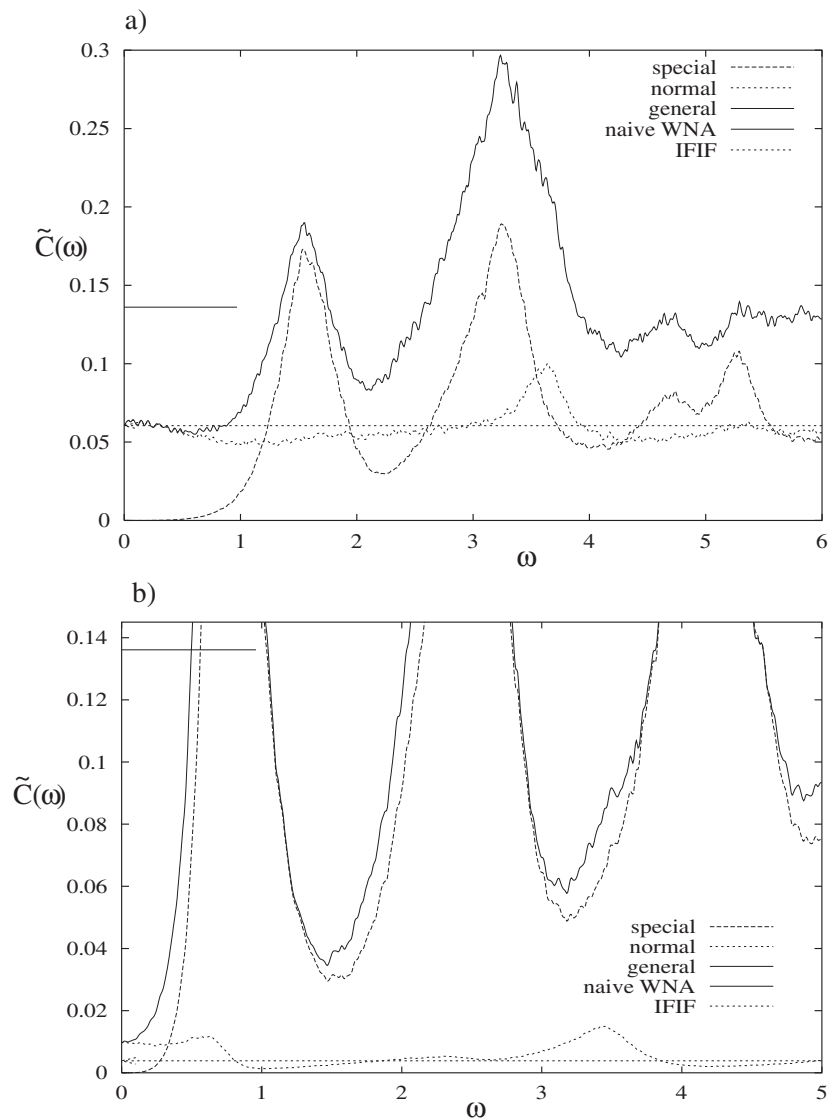 a)
0.3
0.25
0.2
0.15
0.1
0.05
0
C̃(ω)
special
normal
general
naive WNA
IFIF
0 1 2 3 4 5 6
ω
b)
0.14
0.12
0.1
0.08
0.06
0.04
0.02
0
C̃(ω)
special
normal
general
naive WNA
IFIF
0 1 2 3 4 5
ω